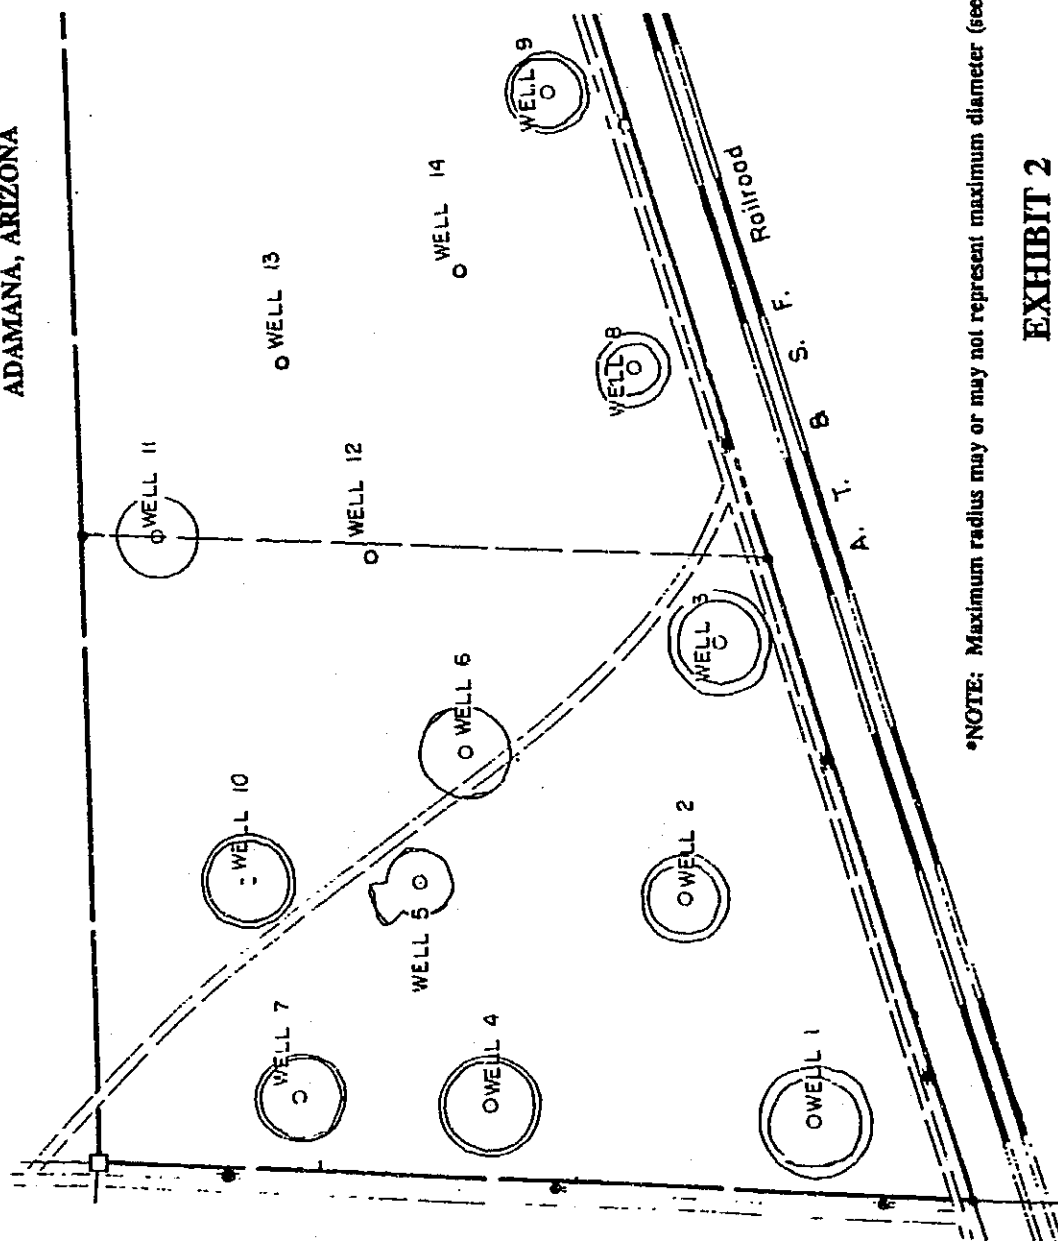 ADAMANA, ARIZONA
WELL 11
WELL 13
WELL 14
WELL 9
WELL 12
WELL 8
WELL 10
WELL 6
WELL 3
WELL 7
WELL 5
WELL 4
WELL 2
WELL 1
A. T. & S. F. Railroad
*NOTE: Maximum radius may or may not represent maximum diameter (see
EXHIBIT 2